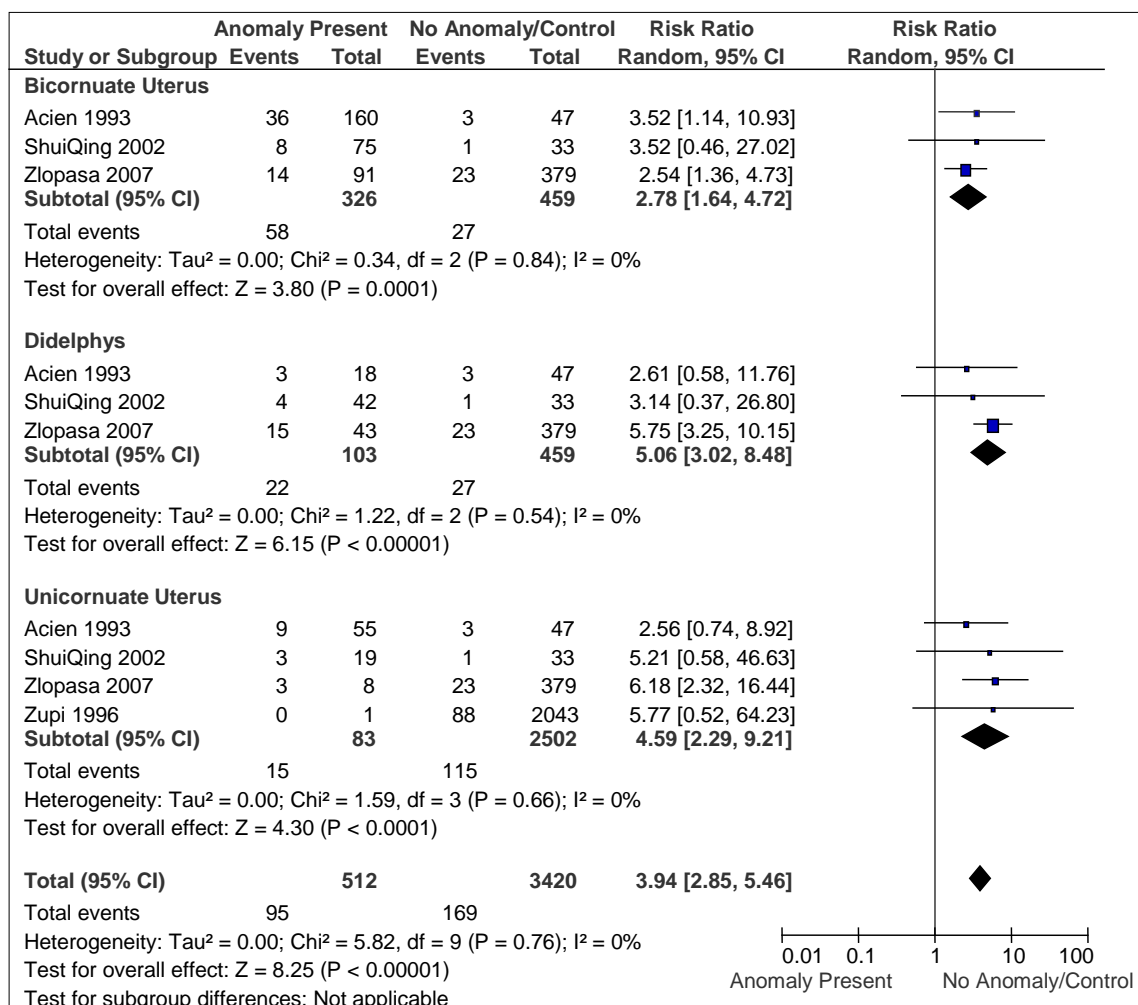 Anomaly Present No Anomaly/Control Risk Ratio Risk Ratio
Study or Subgroup Events Total Events Total Random, 95% CI Random, 95% CI
Bicornuate Uterus
Acien 1993 36 160 3 47 3.52 [1.14, 10.93]
ShuiQing 2002 8 75 1 33 3.52 [0.46, 27.02]
Zlopasa 2007 14 91 23 379 2.54 [1.36, 4.73]
Subtotal (95% CI) 326 459 2.78 [1.64, 4.72]
Total events 58 27
Heterogeneity: Tau² = 0.00; Chi² = 0.34, df = 2 (P = 0.84); I² = 0%
Test for overall effect: Z = 3.80 (P = 0.0001)
Didelphys
Acien 1993 3 18 3 47 2.61 [0.58, 11.76]
ShuiQing 2002 4 42 1 33 3.14 [0.37, 26.80]
Zlopasa 2007 15 43 23 379 5.75 [3.25, 10.15]
Subtotal (95% CI) 103 459 5.06 [3.02, 8.48]
Total events 22 27
Heterogeneity: Tau² = 0.00; Chi² = 1.22, df = 2 (P = 0.54); I² = 0%
Test for overall effect: Z = 6.15 (P < 0.00001)
Unicornuate Uterus
Acien 1993 9 55 3 47 2.56 [0.74, 8.92]
ShuiQing 2002 3 19 1 33 5.21 [0.58, 46.63]
Zlopasa 2007 3 8 23 379 6.18 [2.32, 16.44]
Zupi 1996 0 1 88 2043 5.77 [0.52, 64.23]
Subtotal (95% CI) 83 2502 4.59 [2.29, 9.21]
Total events 15 115
Heterogeneity: Tau² = 0.00; Chi² = 1.59, df = 3 (P = 0.66); I² = 0%
Test for overall effect: Z = 4.30 (P < 0.0001)
Total (95% CI) 512 3420 3.94 [2.85, 5.46]
Total events 95 169
Heterogeneity: Tau² = 0.00; Chi² = 5.82, df = 9 (P = 0.76); I² = 0%
Test for overall effect: Z = 8.25 (P < 0.00001)
Test for subgroup differences: Not applicable
0.01 0.1 1 10 100
Anomaly Present No Anomaly/Control